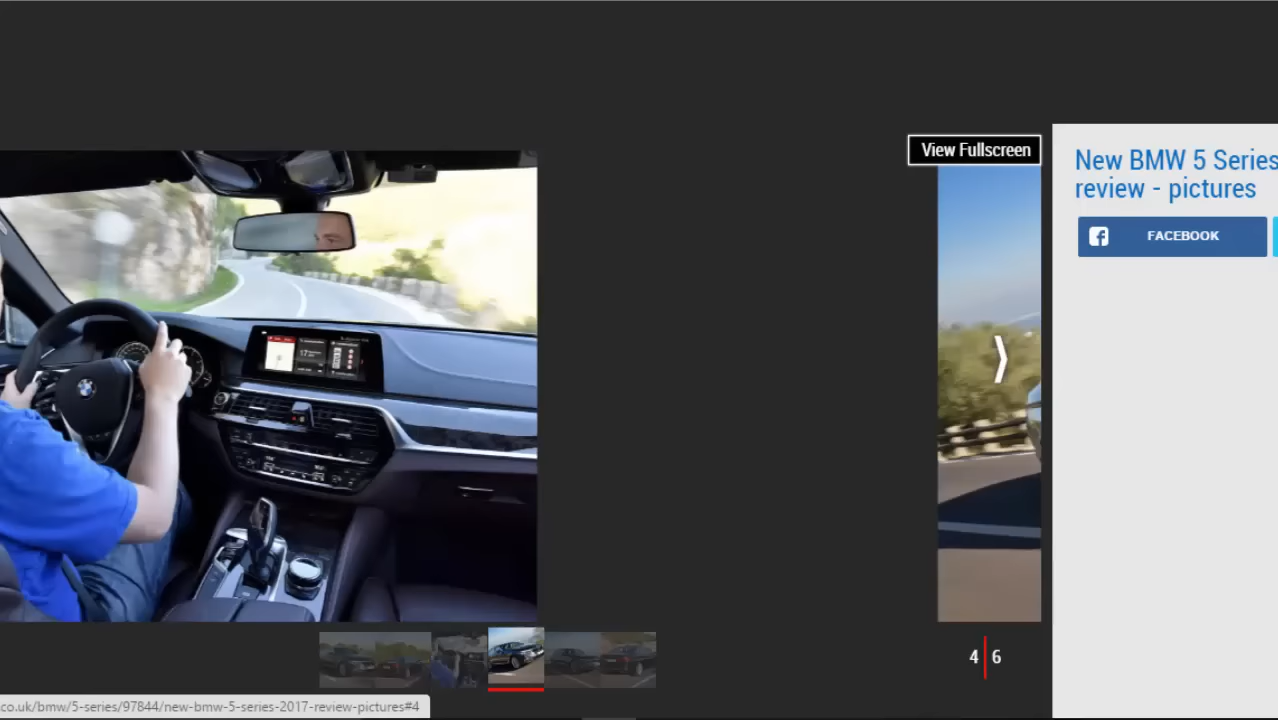 View Fullscreen
New BMW 5 Series
review - pictures
FACEBOOK
17
4 6
.co.uk/bmw/5-series/97844/new-bmw-5-series-2017-review-pictures#4